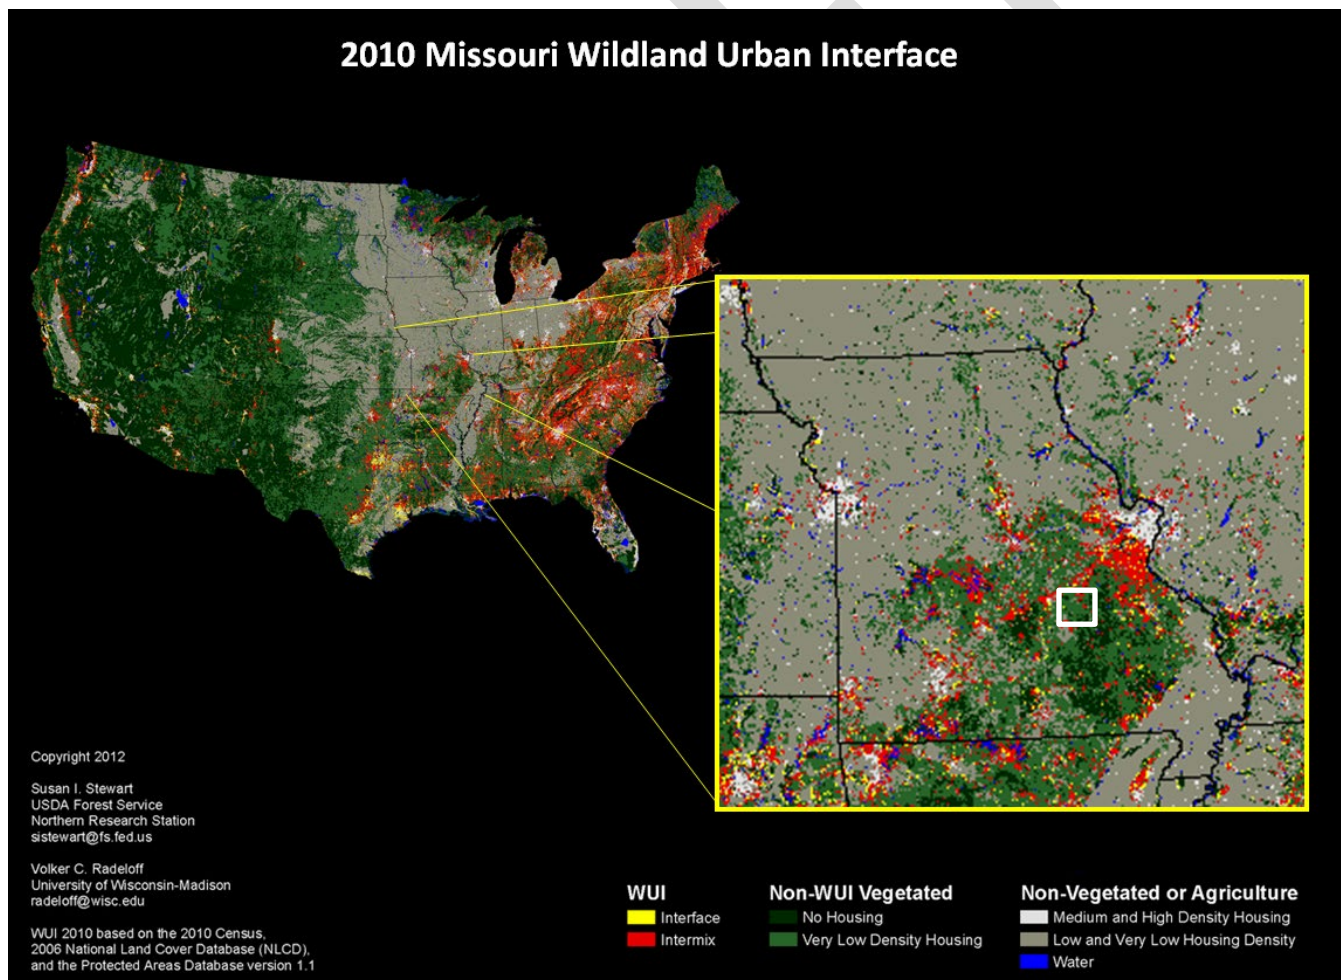 2010 Missouri Wildland Urban Interface
Copyright 2012
Susan I. Stewart
USDA Forest Service
Northern Research Station
sistewart@fs.fed.us
Volker C. Radeloff
University of Wisconsin-Madison
radeloff@wisc.edu
WUI 2010 based on the 2010 Census,
2006 National Land Cover Database (NLCD),
and the Protected Areas Database version 1.1
WUI
Interface
Intermix
Non-WUI Vegetated
No Housing
Very Low Density Housing
Non-Vegetated or Agriculture
Medium and High Density Housing
Low and Very Low Housing Density
Water